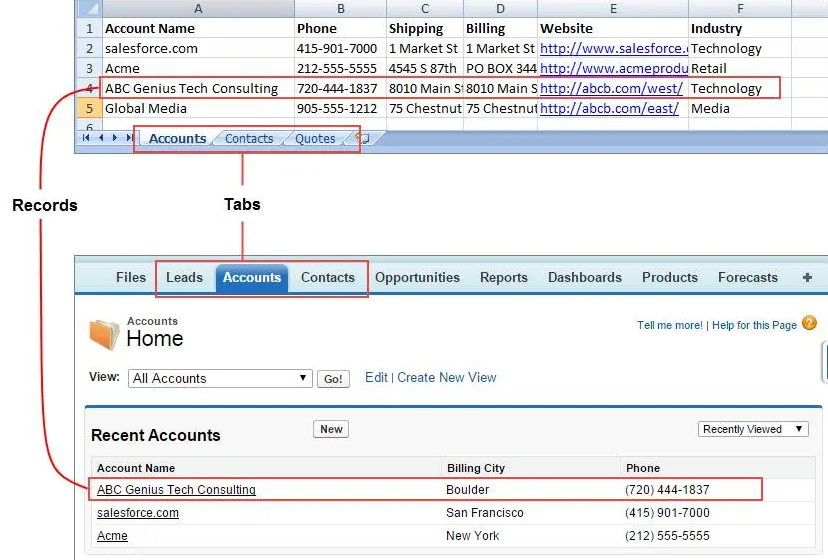 A B C D E F
1 Account Name Phone Shipping Billing Website Industry
2 salesforce.com 415-901-7000 1 Market St 1 Market St http://www.salesforce. Technology
3 Acme 212-555-5555 4545 S 87th PO BOX 344 http://www.acmeprodu Retail
4 ABC Genius Tech Consulting 720-444-1837 8010 Main S 8010 Main S http://abcb.com/west/ Technology
5 Global Media 905-555-1212 75 Chestnut 75 Chestnut http://abcb.com/east/ Media
6
Accounts Contacts Quotes
Records Tabs
Files Leads Accounts Contacts Opportunities Reports Dashboards Products Forecasts +
Accounts
Home
Tell me more! | Help for this Page ?
View: All Accounts Go! Edit | Create New View
Recent Accounts New Recently Viewed
Account Name Billing City Phone
ABC Genius Tech Consulting Boulder (720) 444-1837
salesforce.com San Francisco (415) 901-7000
Acme New York (212) 555-5555